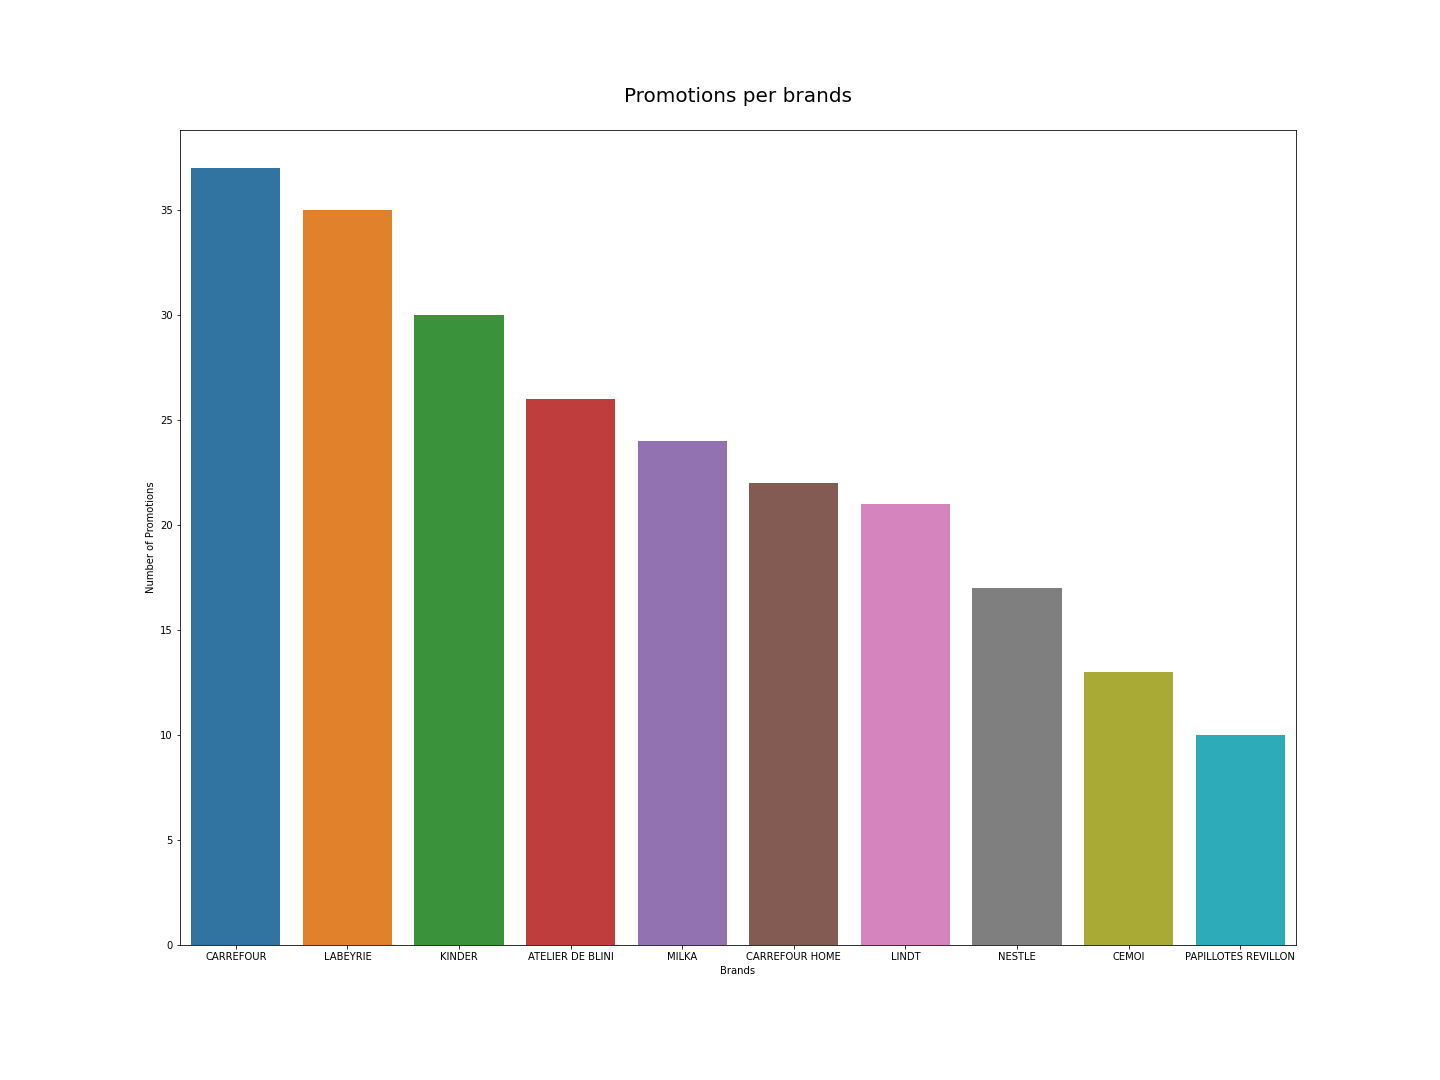 Promotions per brands
35
30
25
20
15
10
5
0
Number of Promotions
CARREFOUR LABEYRIE KINDER ATELIER DE BLINI MILKA CARREFOUR HOME LINDT NESTLE CEMOI PAPILLOTES REVILLON
Brands